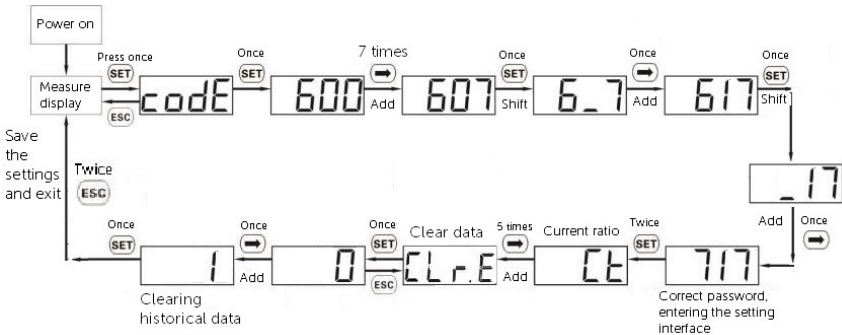 Power on
Press once
SET
Once
SET
7 times
Once
SET
Once
Once
SET
Measure
display
ESC
codE
600
Add
607
Shift
6_7
Add
617
Shift
Save
the
settings
and exit
Twice
ESC
_17
Add
Once
Once
SET
Once
Once
SET
Clear data
5 times
Current ratio
Twice
SET
1
Add
0
ESC
CLr.E
Add
Ct
717
Clearing
historical data
Correct password,
entering the setting
interface